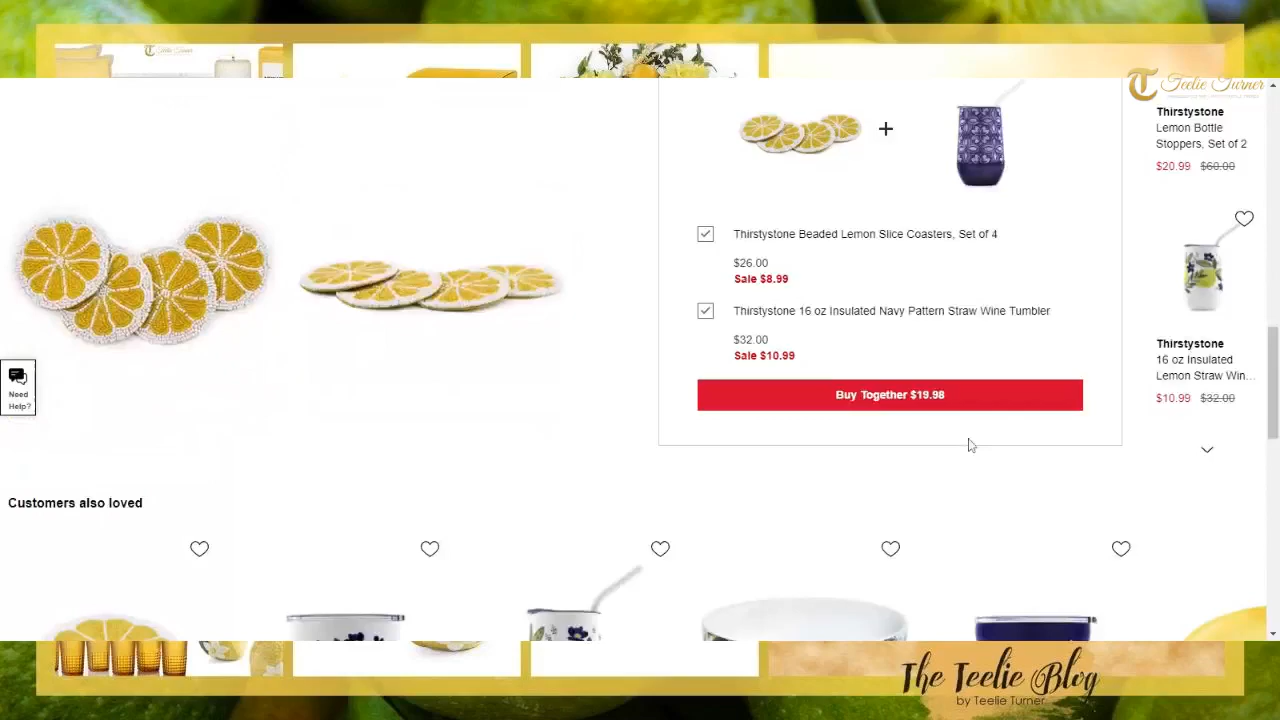 Teelie Turner
Teelie Turner
Thirstystone
Lemon Bottle
Stoppers, Set of 2
$20.99 $60.00
+
Thirstystone Beaded Lemon Slice Coasters, Set of 4
$26.00
Sale $8.99
Thirstystone 16 oz Insulated Navy Pattern Straw Wine Tumbler
$32.00
Sale $10.99
Buy Together $19.98
Thirstystone
16 oz Insulated
Lemon Straw Win...
$10.99 $32.00
Need
Help?
Customers also loved
The Teelie Blog
by Teelie Turner